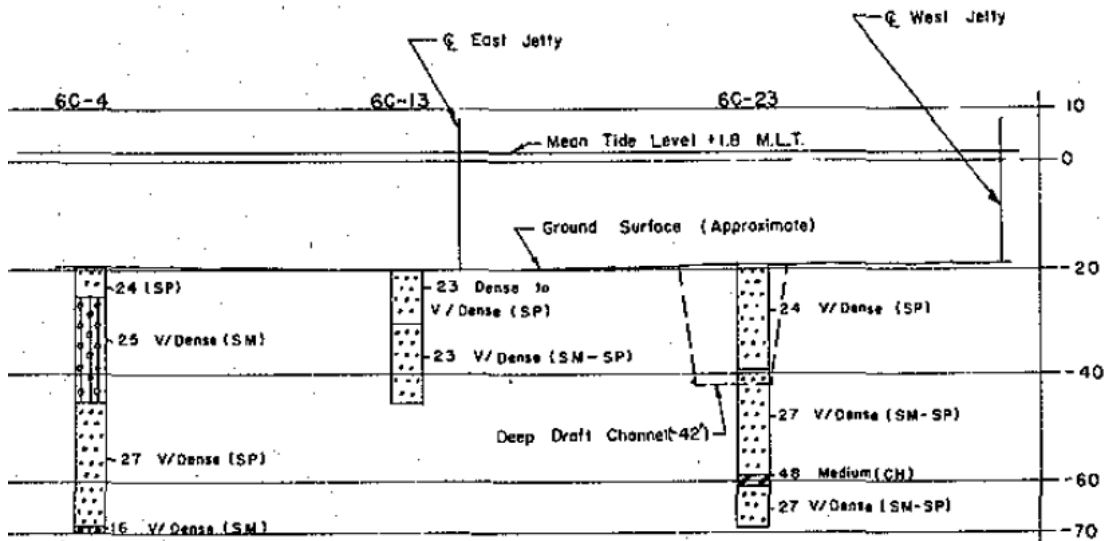 ℄ East Jetty
℄ West Jetty
6C-4
6C-13
6C-23
10
Mean Tide Level +1.8 M.L.T.
0
Ground Surface (Approximate)
-20
24 (SP)
23 Dense to
V/Dense (SP)
24 V/Dense (SP)
25 V/Dense (SM)
23 V/Dense (SM-SP)
-40
27 V/Dense (SM-SP)
Deep Draft Channel(-42')
27 V/Dense (SP)
48 Medium (CH)
-60
27 V/Dense (SM-SP)
16 V/Dense (SM)
-70